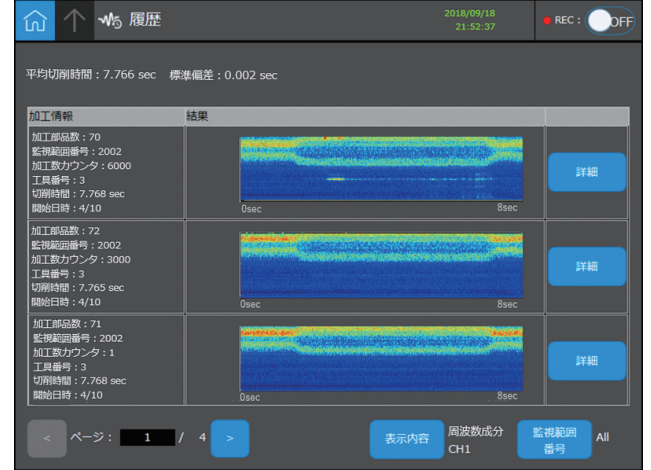 履歴
2018/09/18
21:52:37
REC : OFF
平均切削時間 : 7.766 sec 標準偏差 : 0.002 sec
加工情報 結果
加工部品数 : 70
監視範囲番号 : 2002
加工数カウンタ : 6000
工具番号 : 3
切削時間 : 7.768 sec
開始日時 : 4/10
0sec 8sec
詳細
加工部品数 : 72
監視範囲番号 : 2002
加工数カウンタ : 3000
工具番号 : 3
切削時間 : 7.765 sec
開始日時 : 4/10
0sec 8sec
詳細
加工部品数 : 71
監視範囲番号 : 2002
加工数カウンタ : 1
工具番号 : 3
切削時間 : 7.768 sec
開始日時 : 4/10
0sec 8sec
詳細
< ページ : 1 / 4 >
表示内容
周波数成分
CH1
監視範囲
番号
All